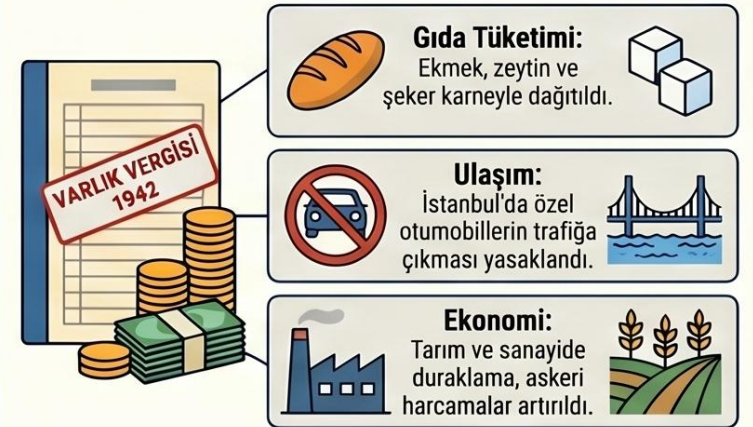 VARLIK VERGİSİ
1942
Gıda Tüketimi:
Ekmek, zeytin ve
şeker karneyle dağıtıldı.
Ulaşım:
İstanbul'da özel
otumobillerin trafiğa
çıkması yasaklandı.
Ekonomi:
Tarım ve sanayide
duraklama, askeri
harcamalar artırıldı.